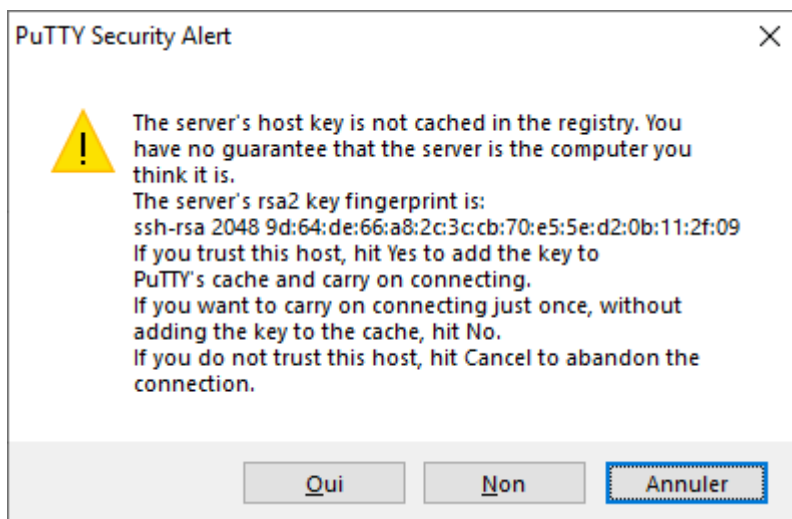 PuTTY Security Alert
The server's host key is not cached in the registry. You
have no guarantee that the server is the computer you
think it is.
The server's rsa2 key fingerprint is:
ssh-rsa 2048 9d:64:de:66:a8:2c:3c:cb:70:e5:5e:d2:0b:11:2f:09
If you trust this host, hit Yes to add the key to
PuTTY's cache and carry on connecting.
If you want to carry on connecting just once, without
adding the key to the cache, hit No.
If you do not trust this host, hit Cancel to abandon the
connection.
Oui Non Annuler